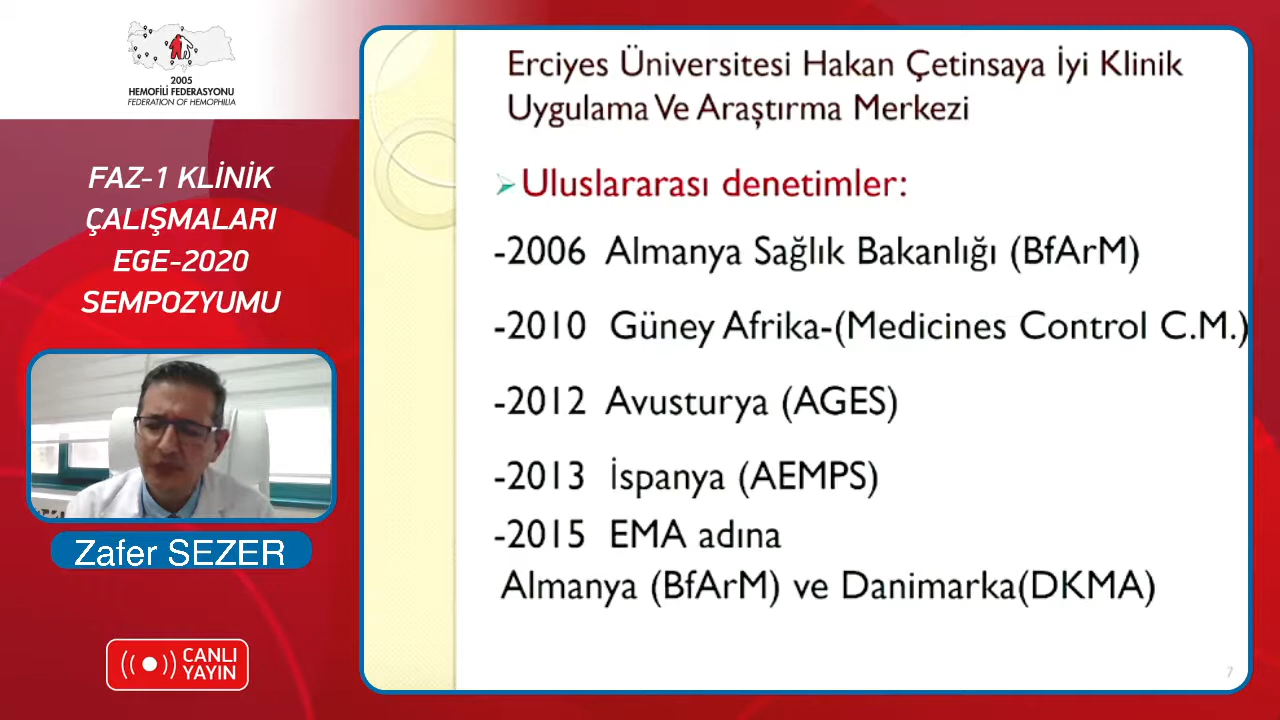 2005
HEMOFİLİ FEDERASYONU
FEDERATION OF HEMOPHILIA
FAZ-1 KLİNİK
ÇALIŞMALARI
EGE-2020
SEMPOZYUMU
Zafer SEZER
CANLI
YAYIN
Erciyes Üniversitesi Hakan Çetinsaya İyi Klinik
Uygulama Ve Araştırma Merkezi
Uluslararası denetimler:
-2006 Almanya Sağlık Bakanlığı (BfArM)
-2010 Güney Afrika-(Medicines Control C.M.)
-2012 Avusturya (AGES)
-2013 İspanya (AEMPS)
-2015 EMA adına
Almanya (BfArM) ve Danimarka(DKMA)
7